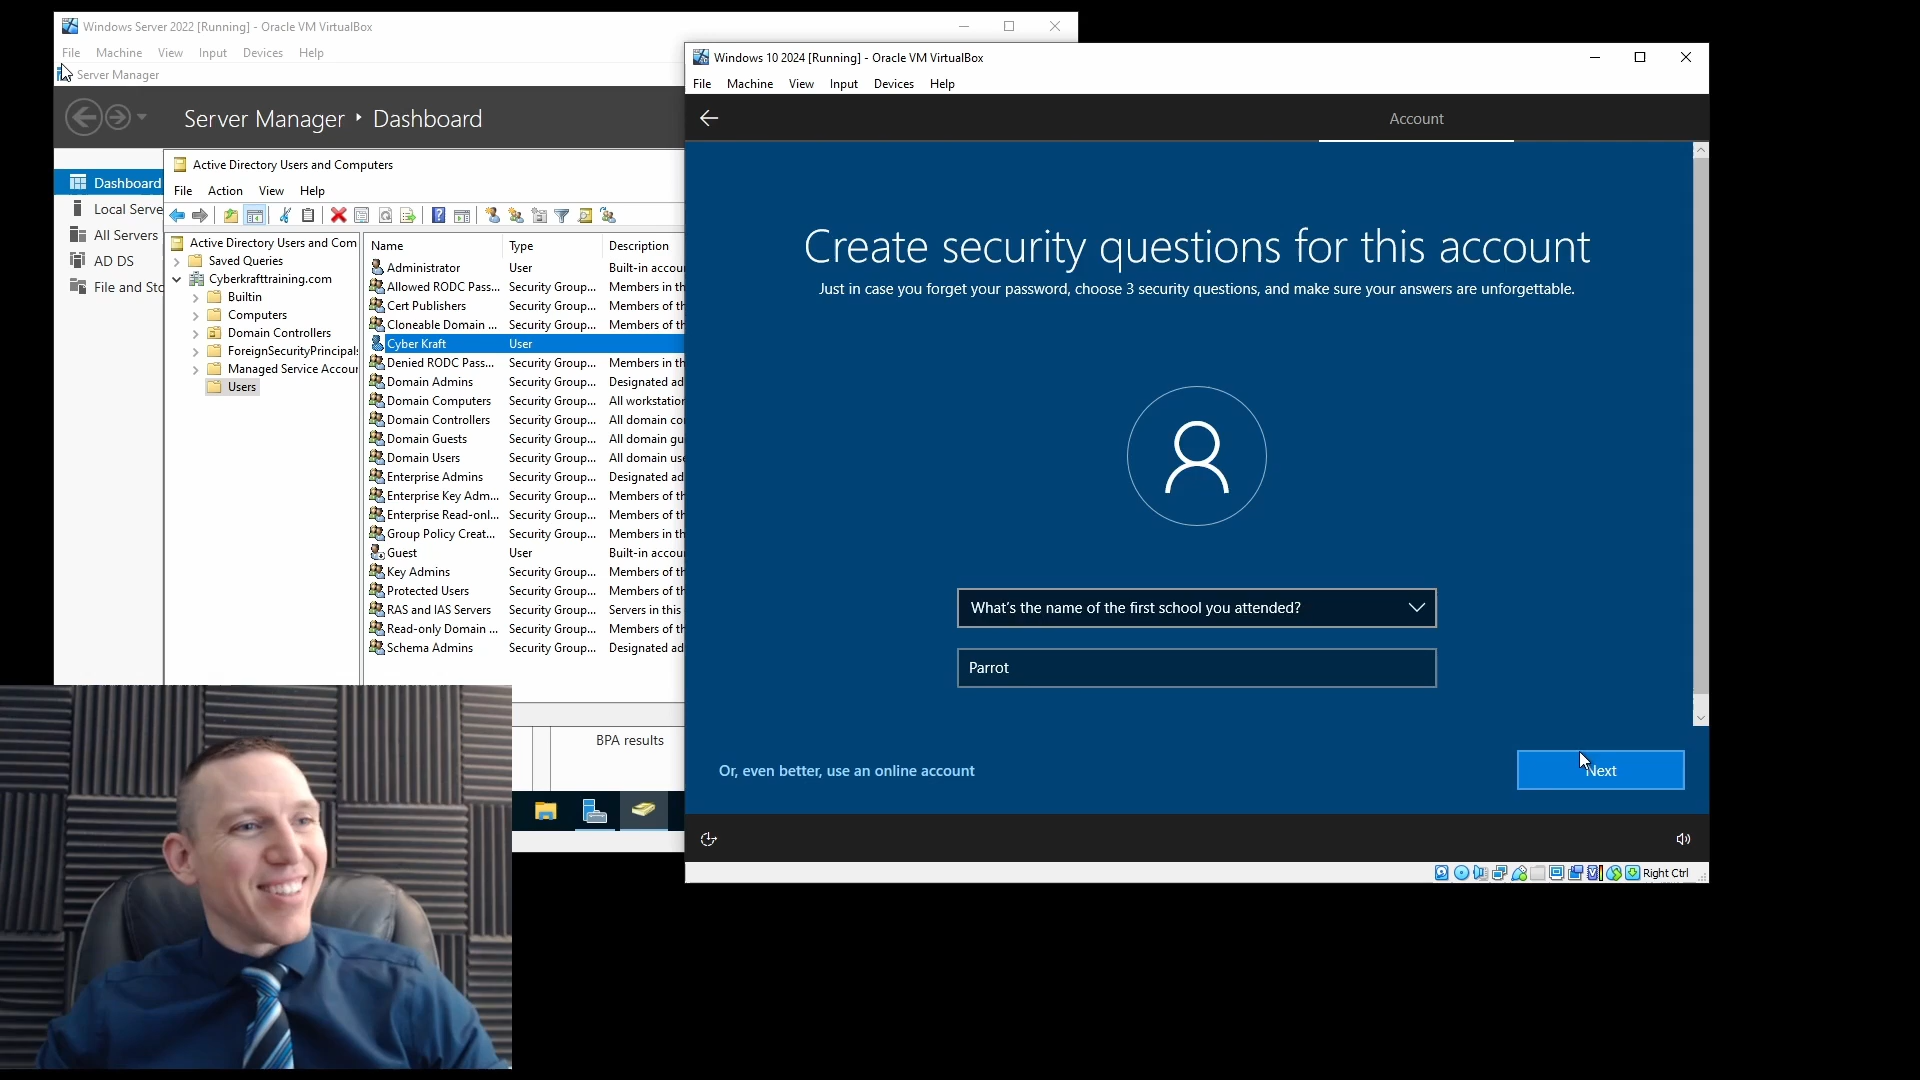 Windows Server 2022 [Running] - Oracle VM VirtualBox
File Machine View Input Devices Help
Server Manager
Server Manager • Dashboard
Dashboard
Local Serve
All Servers
AD DS
File and Sto
Active Directory Users and Computers
File Action View Help
Active Directory Users and Com
Saved Queries
Cyberkrafttraining.com
Builtin
Computers
Domain Controllers
ForeignSecurityPrincipals
Managed Service Accour
Users
Name Type Description
Administrator User Built-in accou
Allowed RODC Pass... Security Group... Members in th
Cert Publishers Security Group... Members of th
Cloneable Domain ... Security Group... Members of th
Cyber Kraft User
Denied RODC Pass... Security Group... Members in th
Domain Admins Security Group... Designated ad
Domain Computers Security Group... All workstation
Domain Controllers Security Group... All domain co
Domain Guests Security Group... All domain gu
Domain Users Security Group... All domain use
Enterprise Admins Security Group... Designated ad
Enterprise Key Adm... Security Group... Members of th
Enterprise Read-onl... Security Group... Members of th
Group Policy Creat... Security Group... Members in th
Guest User Built-in accou
Key Admins Security Group... Members of th
Protected Users Security Group... Members of th
RAS and IAS Servers Security Group... Servers in this
Read-only Domain ... Security Group... Members of th
Schema Admins Security Group... Designated ad
BPA results
Windows 10 2024 [Running] - Oracle VM VirtualBox
File Machine View Input Devices Help
Account
Create security questions for this account
Just in case you forget your password, choose 3 security questions, and make sure your answers are unforgettable.
What's the name of the first school you attended?
Parrot
Or, even better, use an online account
Next
Right Ctrl